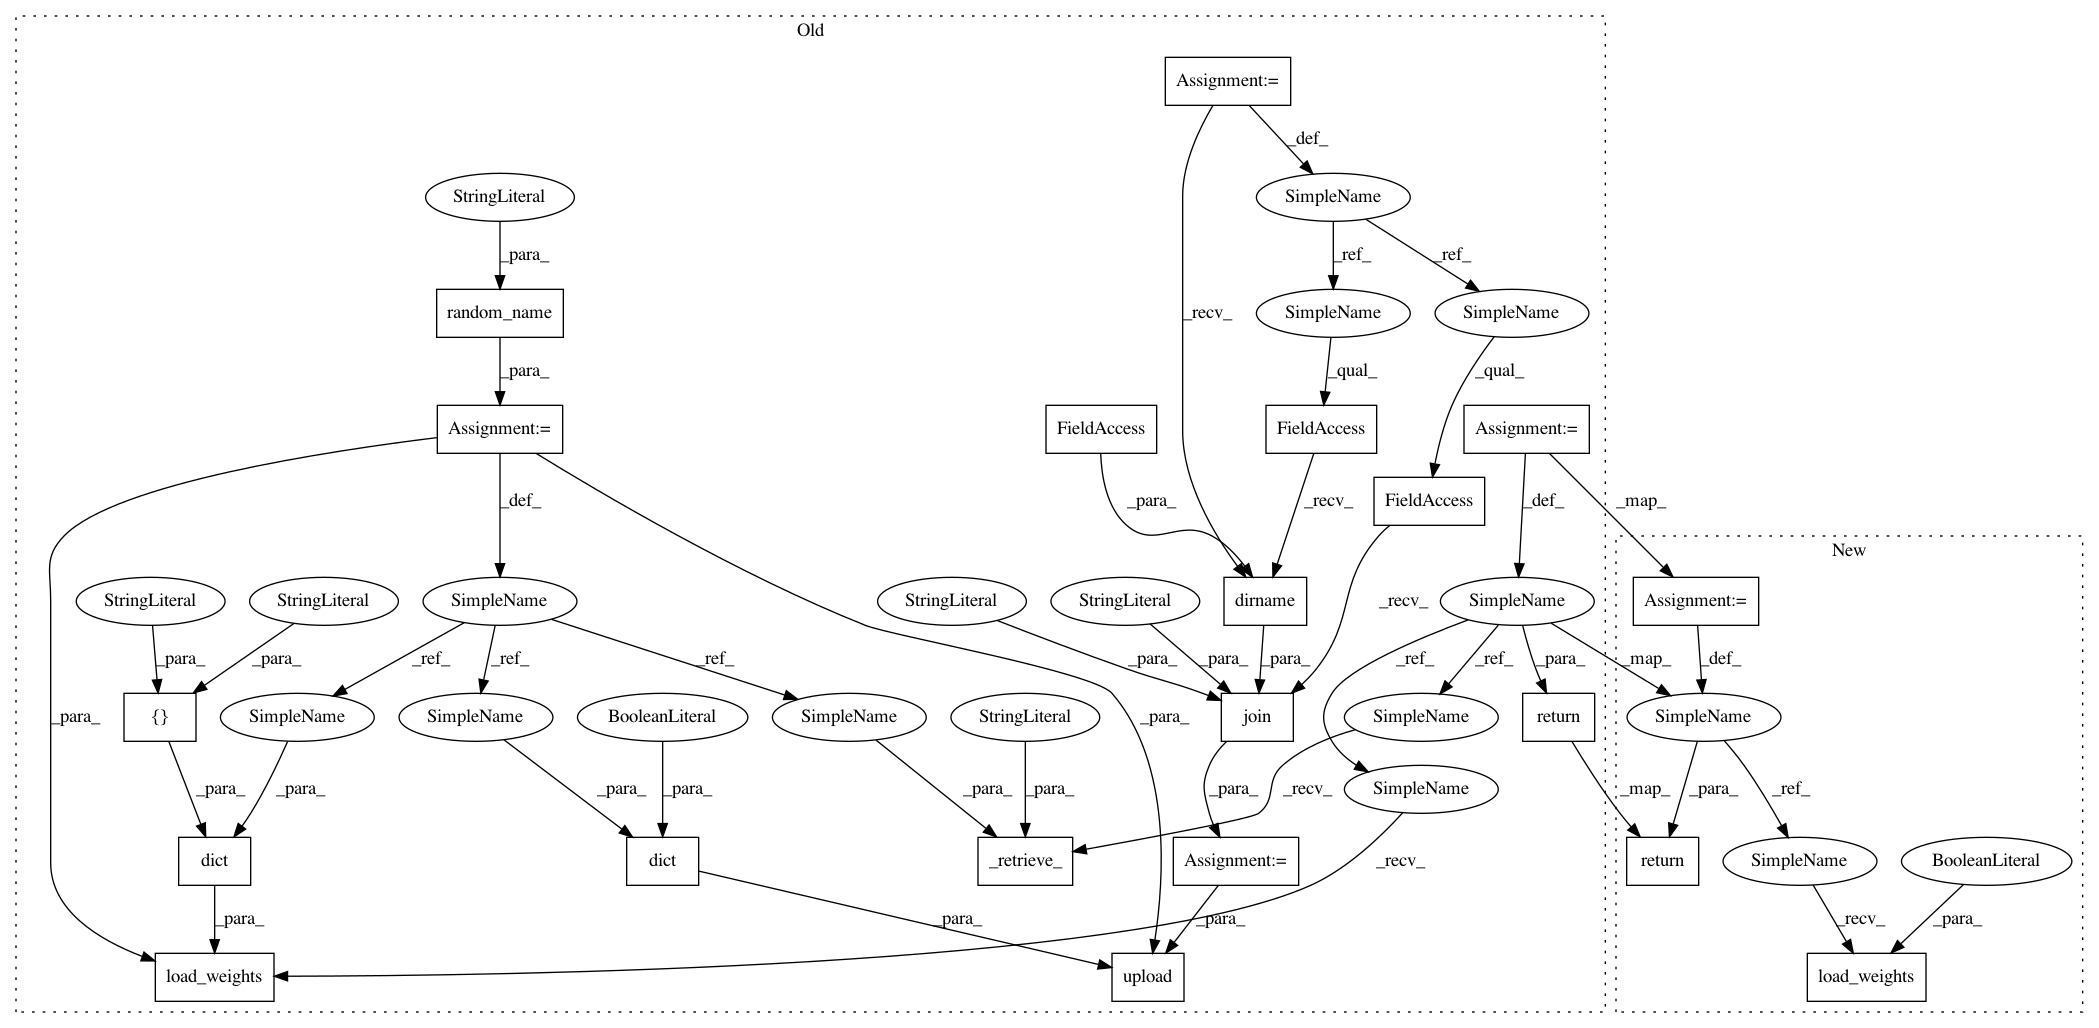 Old
Assignment:=
_def_
StringLiteral
SimpleName
_para_
_ref_
_ref_
random_name
_recv_
SimpleName
SimpleName
_para_
_qual_
_qual_
Assignment:=
FieldAccess
FieldAccess
Assignment:=
_def_
_para_
_recv_
FieldAccess
_def_
_map_
New
StringLiteral
StringLiteral
SimpleName
StringLiteral
StringLiteral
dirname
_recv_
SimpleName
Assignment:=
_para_
_para_
_ref_
_ref_
_ref_
_para_
_para_
_para_
_ref_
_ref_
_para_
_map_
_def_
_para_
{}
SimpleName
SimpleName
BooleanLiteral
SimpleName
StringLiteral
_para_
join
SimpleName
return
SimpleName
_para_
_para_
_para_
_para_
_para_
_para_
_para_
_recv_
SimpleName
_map_
_para_
_ref_
dict
dict
_retrieve_
Assignment:=
_recv_
return
SimpleName
BooleanLiteral
_para_
_para_
_para_
_recv_
_para_
load_weights
upload
load_weights